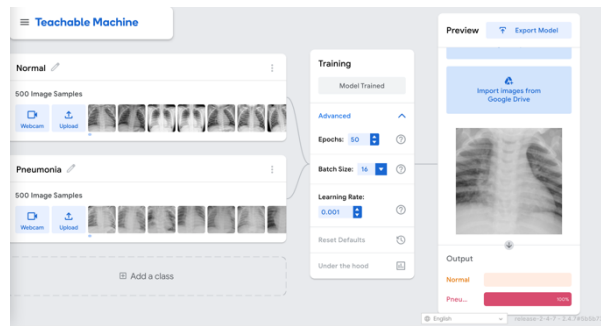 Teachable Machine
Normal
500 Image Samples
Webcam
Upload
Pneumonia
500 Image Samples
Webcam
Upload
Add a class
Training
Model Trained
Advanced
Epochs: 50
Batch Size: 16
Learning Rate:
0.001
Reset Defaults
Under the hood
Preview
Export Model
Import images from
Google Drive
Output
Normal
Pneu...
100%
English